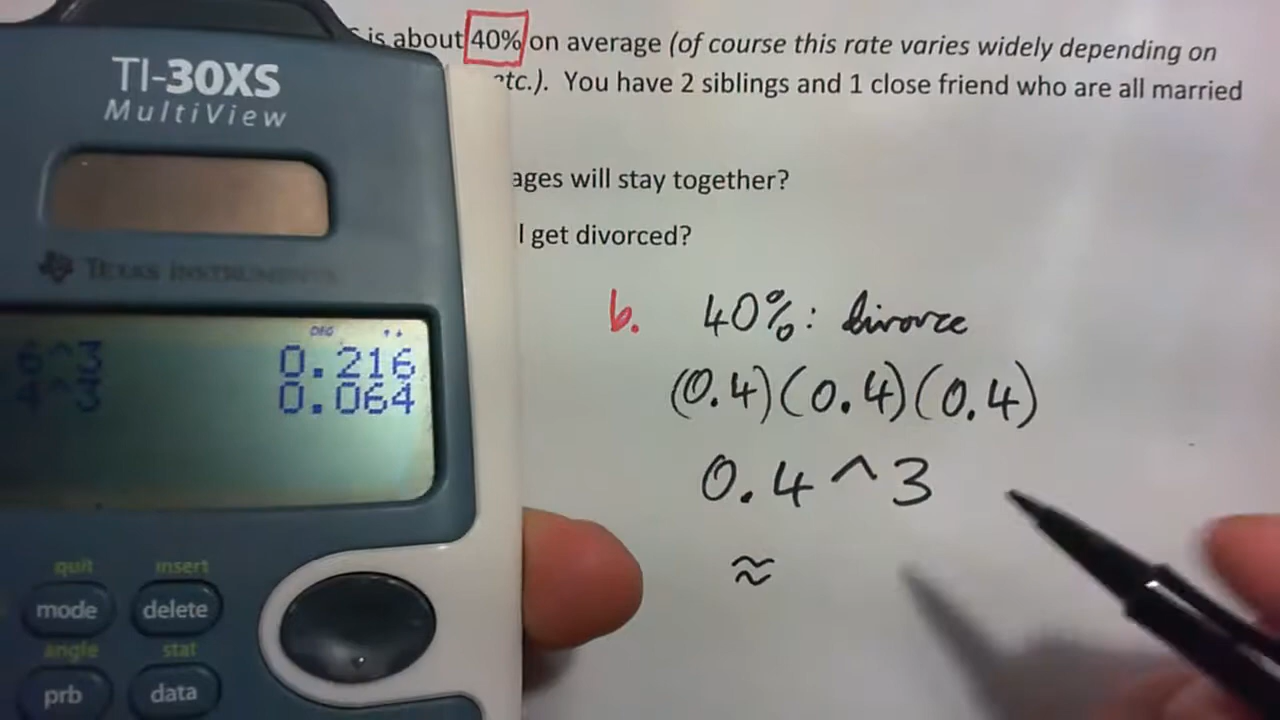 is about 40% on average (of course this rate varies widely depending on
etc.). You have 2 siblings and 1 close friend who are all married
ages will stay together?
l get divorced?
b. 40%: divorce
(0.4)(0.4)(0.4)
0.4^3
≈
TI-30XS
MultiView
TEXAS INSTRUMENTS
DEG
6^3 0.216
4^3 0.064
quit insert
mode delete
angle stat
prb data